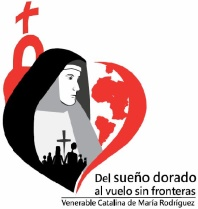 Del sueño dorado
al vuelo sin fronteras
Venerable Catalina de María Rodríguez